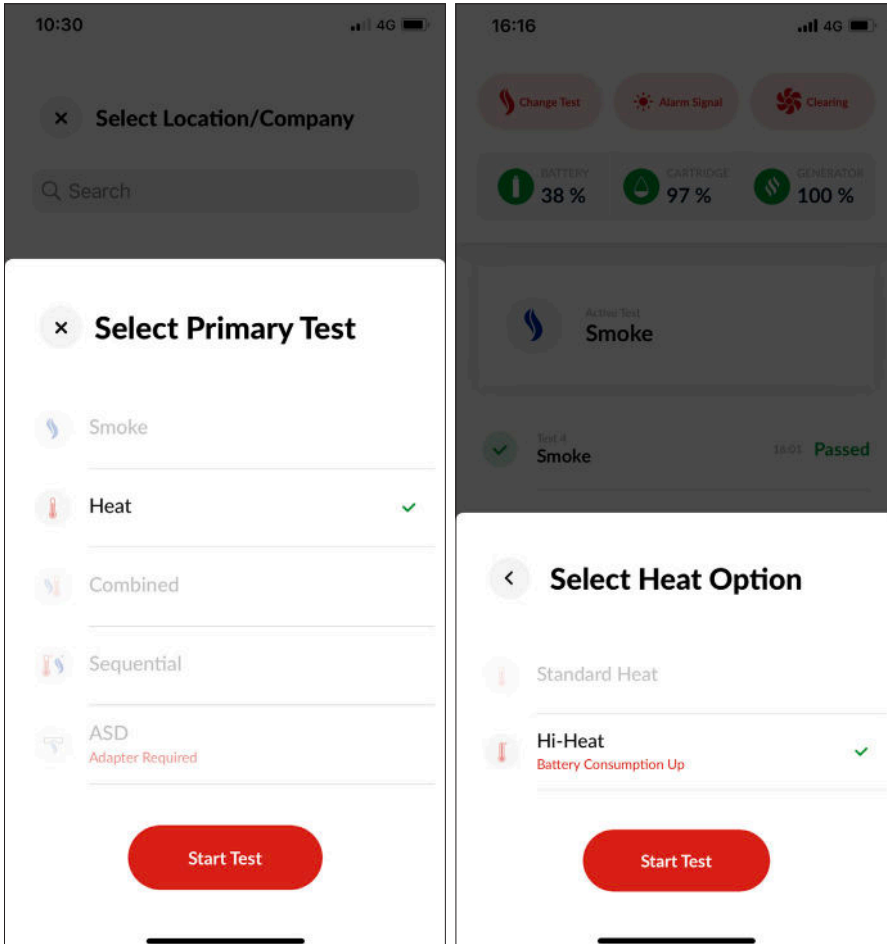 10:30
4G
Select Location/Company
Search
Select Primary Test
Smoke
Heat
Combined
Sequential
ASD
Adapter Required
Start Test
16:16
4G
Change Test
Alarm Signal
Clearing
BATTERY
38 %
CARTRIDGE
97 %
GENERATOR
100 %
Active Test
Smoke
Test 4
Smoke
16:01 Passed
Select Heat Option
Standard Heat
Hi-Heat
Battery Consumption Up
Start Test